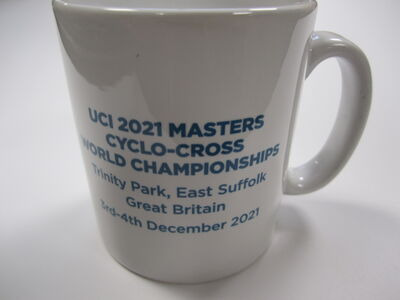 UCI 2021 MASTERS
CYCLO-CROSS
WORLD CHAMPIONSHIPS
Trinity Park, East Suffolk
Great Britain
3rd-4th December 2021